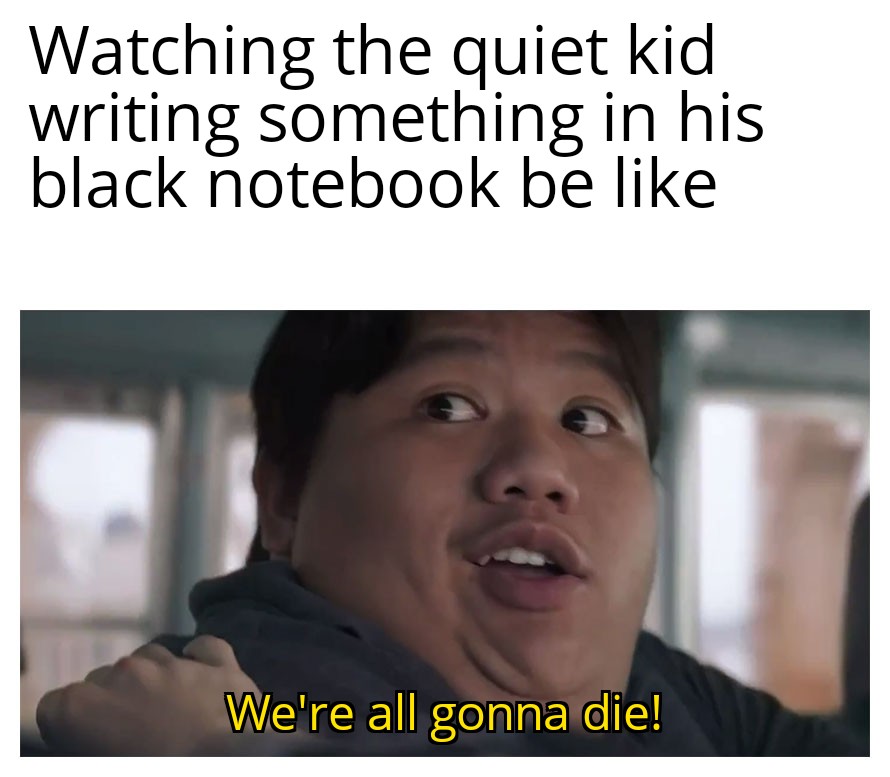 Watching the quiet kid
writing something in his
black notebook be like
We're all gonna die!